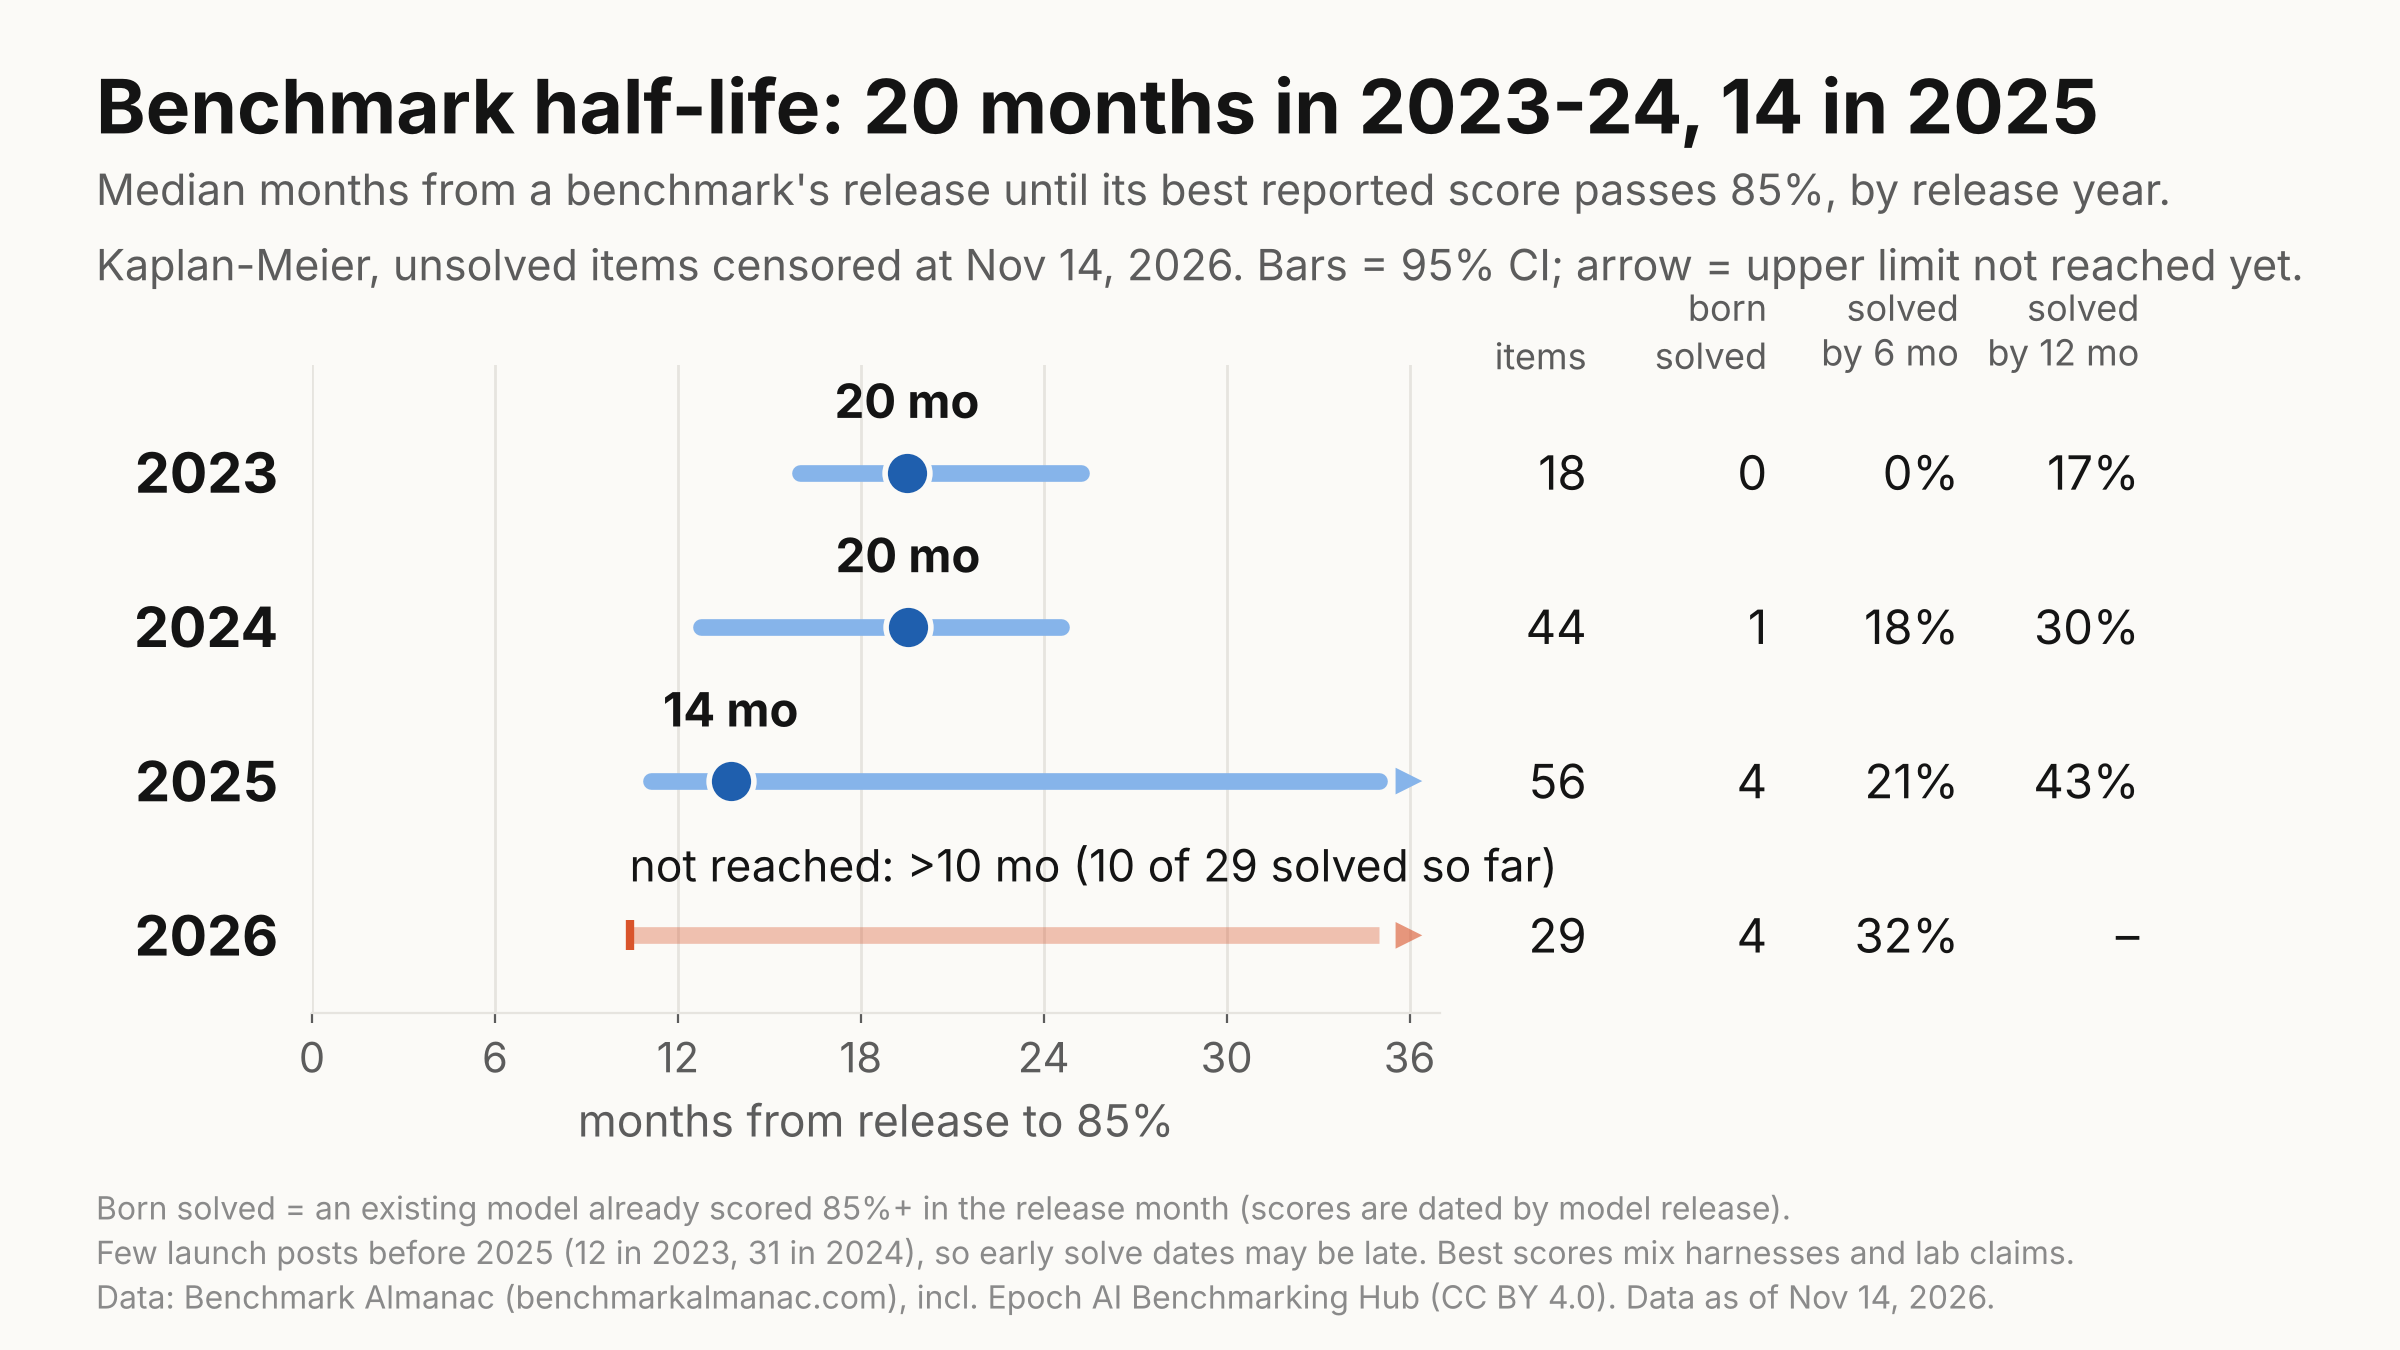 Benchmark half-life: 20 months in 2023-24, 14 in 2025
Median months from a benchmark's release until its best reported score passes 85%, by release year.
Kaplan-Meier, unsolved items censored at Nov 14, 2026. Bars = 95% CI; arrow = upper limit not reached yet.
items born solved solved by 6 mo solved by 12 mo
20 mo
2023 18 0 0% 17%
20 mo
2024 44 1 18% 30%
14 mo
2025 56 4 21% 43%
not reached: >10 mo (10 of 29 solved so far)
2026 29 4 32% –
0 6 12 18 24 30 36
months from release to 85%
Born solved = an existing model already scored 85%+ in the release month (scores are dated by model release).
Few launch posts before 2025 (12 in 2023, 31 in 2024), so early solve dates may be late. Best scores mix harnesses and lab claims.
Data: Benchmark Almanac (benchmarkalmanac.com), incl. Epoch AI Benchmarking Hub (CC BY 4.0). Data as of Nov 14, 2026.